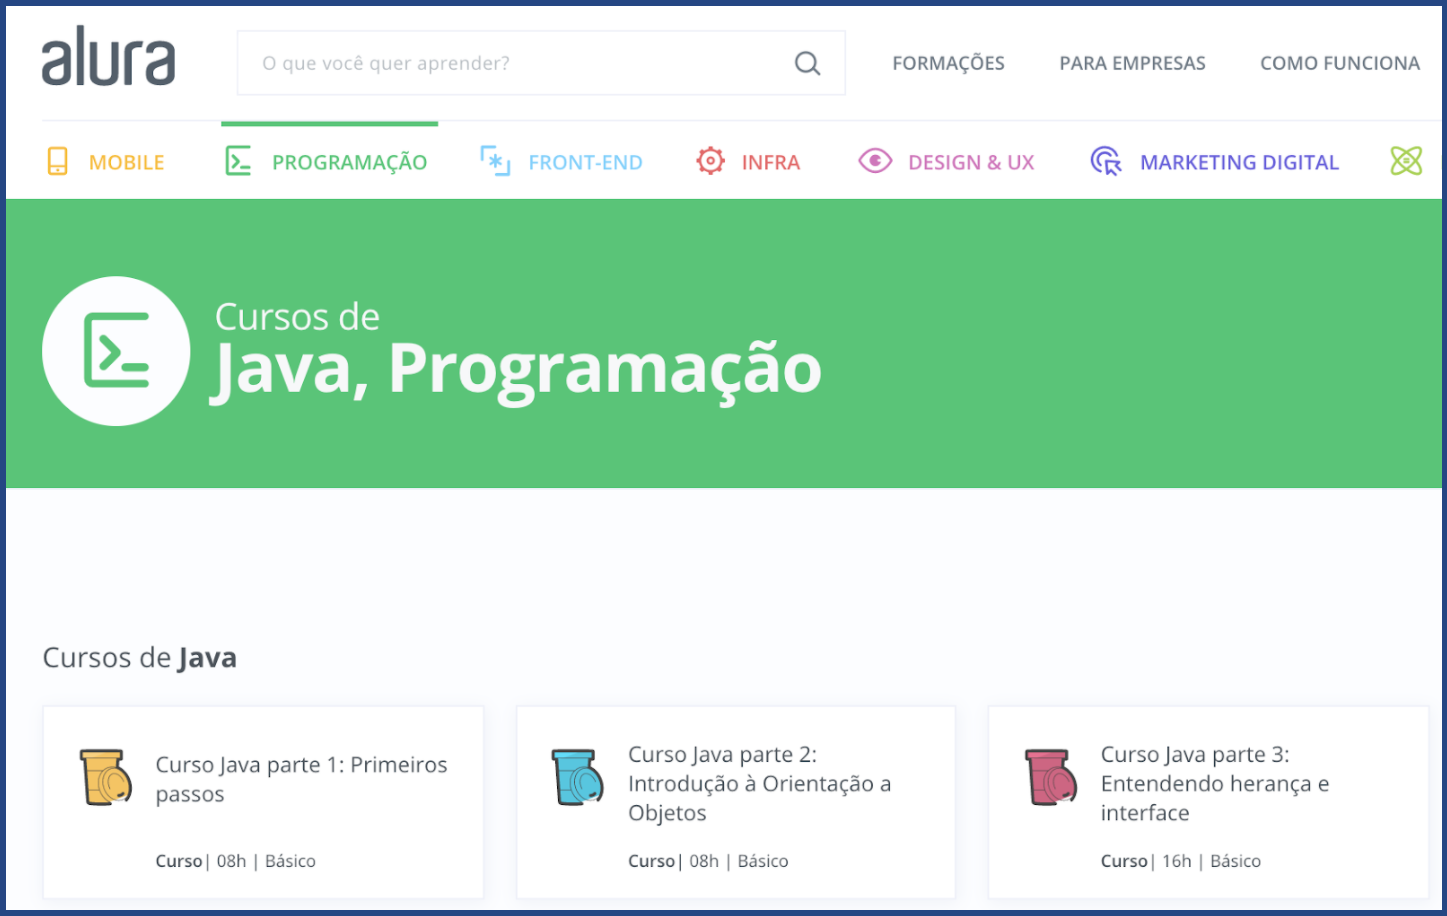 alura
O que você quer aprender?
FORMAÇÕES
PARA EMPRESAS
COMO FUNCIONA
MOBILE
PROGRAMAÇÃO
FRONT-END
INFRA
DESIGN & UX
MARKETING DIGITAL
Cursos de
Java, Programação
Cursos de Java
Curso Java parte 1: Primeiros
passos
Curso| 08h | Básico
Curso Java parte 2:
Introdução à Orientação a
Objetos
Curso| 08h | Básico
Curso Java parte 3:
Entendendo herança e
interface
Curso| 16h | Básico